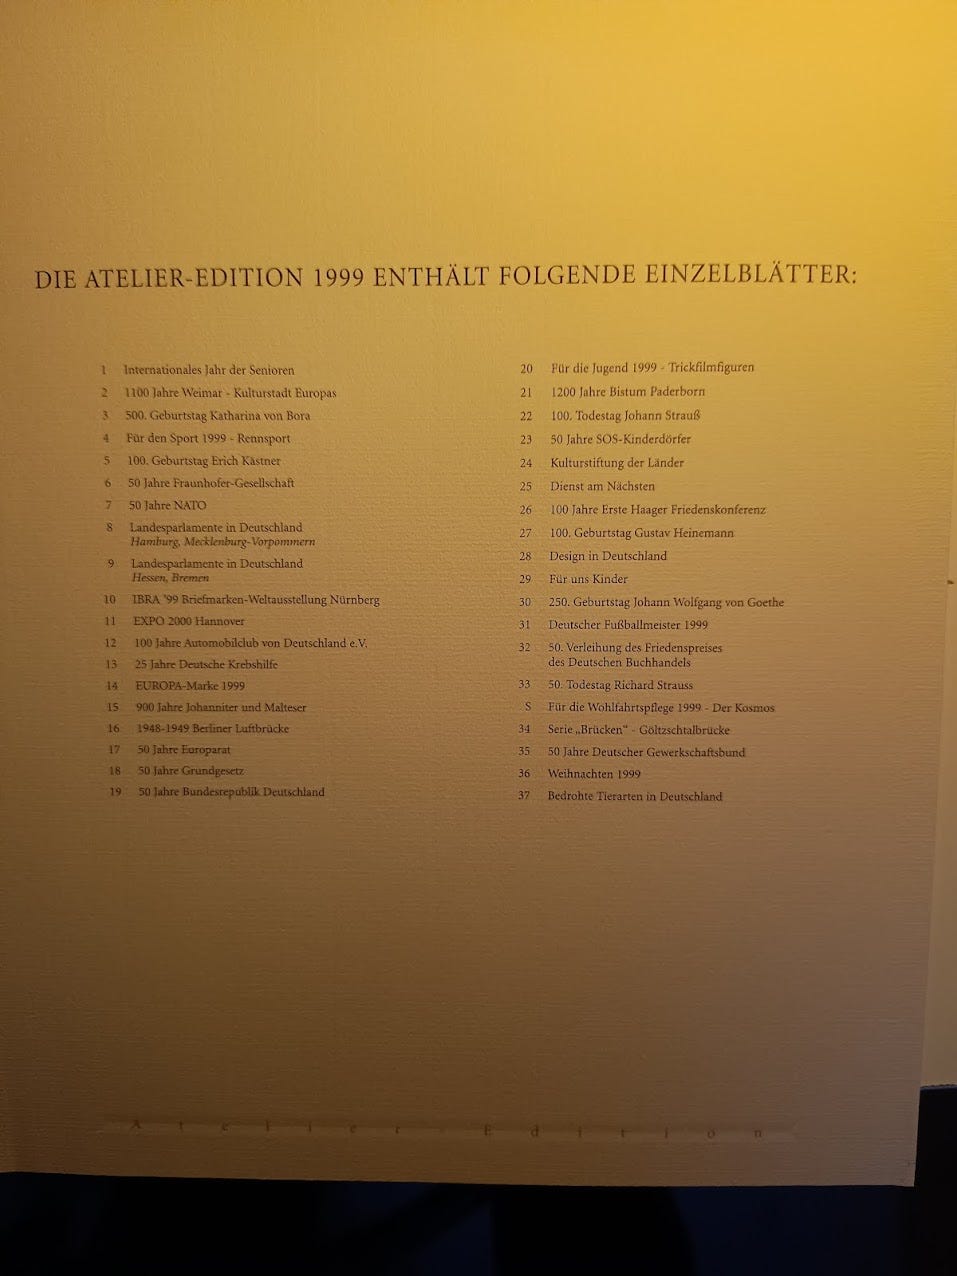 DIE ATELIER-EDITION 1999 ENTHÄLT FOLGENDE EINZELBLÄTTER:
1 Internationales Jahr der Senioren
2 1100 Jahre Weimar - Kulturstadt Europas
3 500. Geburtstag Katharina von Bora
4 Für den Sport 1999 - Rennsport
5 100. Geburtstag Erich Kästner
6 50 Jahre Fraunhofer-Gesellschaft
7 50 Jahre NATO
8 Landesparlamente in Deutschland
Hamburg, Mecklenburg-Vorpommern
9 Landesparlamente in Deutschland
Hessen, Bremen
10 IBRA '99 Briefmarken-Weltausstellung Nürnberg
11 EXPO 2000 Hannover
12 100 Jahre Automobilclub von Deutschland e.V.
13 25 Jahre Deutsche Krebshilfe
14 EUROPA-Marke 1999
15 900 Jahre Johanniter und Malteser
16 1948-1949 Berliner Luftbrücke
17 50 Jahre Europarat
18 50 Jahre Grundgesetz
19 50 Jahre Bundesrepublik Deutschland
20 Für die Jugend 1999 - Trickfilmfiguren
21 1200 Jahre Bistum Paderborn
22 100. Todestag Johann Strauß
23 50 Jahre SOS-Kinderdörfer
24 Kulturstiftung der Länder
25 Dienst am Nächsten
26 100 Jahre Erste Haager Friedenskonferenz
27 100. Geburtstag Gustav Heinemann
28 Design in Deutschland
29 Für uns Kinder
30 250. Geburtstag Johann Wolfgang von Goethe
31 Deutscher Fußballmeister 1999
32 50. Verleihung des Friedenspreises
des Deutschen Buchhandels
33 50. Todestag Richard Strauss
S Für die Wohlfahrtspflege 1999 - Der Kosmos
34 Serie „Brücken" - Göltzschtalbrücke
35 50 Jahre Deutscher Gewerkschaftsbund
36 Weihnachten 1999
37 Bedrohte Tierarten in Deutschland
Atelier-Edition